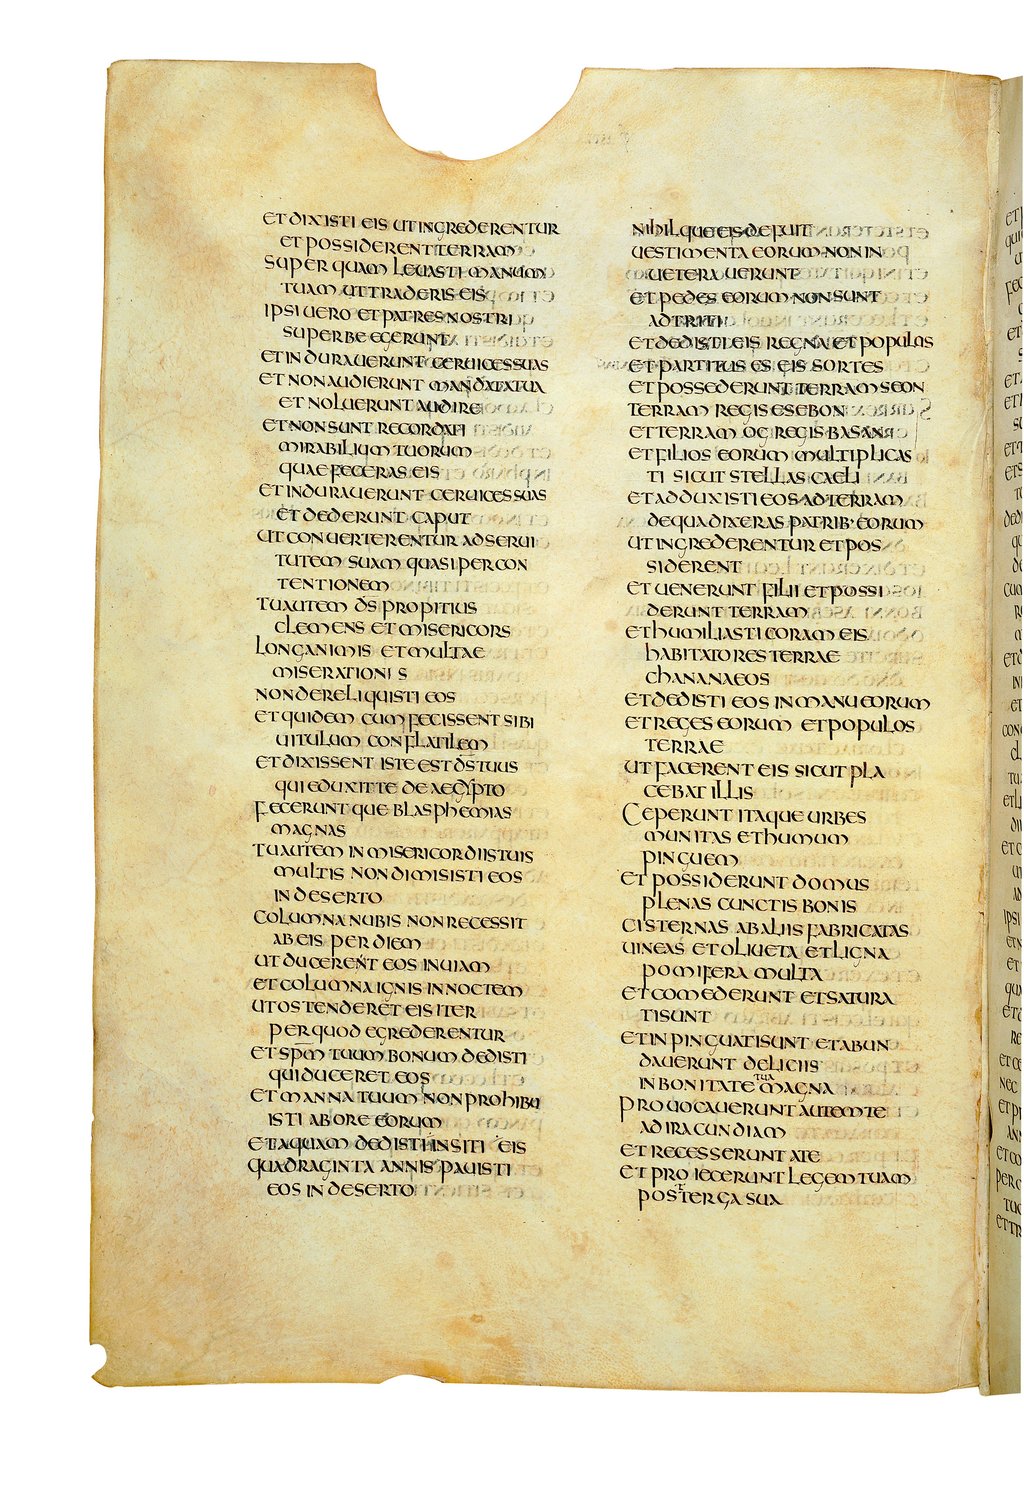 ET DIXISTI EIS UT INGREDERENTUR
ET POSSIDERENT TERRAM
SUPER QUAM LEUASTI MANUM
TUAM UT TRADERIS EIS
IPSI UERO ET PATRES NOSTRI
SUPERBE EGERUNT
ET INDURAUERUNT CERUICES SUAS
ET NON AUDIERUNT MANDATA TUA
ET NOLUERUNT AUDIRE
ET NON SUNT RECORDATI
MIRABILIUM TUORUM
QUAE FECERAS EIS
ET INDURAUERUNT CERUICES SUAS
ET DEDERUNT CAPUT
UT CONUERTERENTUR AD SERUI
TUTEM SUAM QUASI PER CON
TENTIONEM
TU AUTEM D̅S̅ PROPITIUS
CLEMENS ET MISERICORS
LONGANIMIS ET MULTAE
MISERATIONIS
NON DERELIQUISTI EOS
ET QUIDEM CUM FECISSENT SIBI
UITULUM CONFLATILEM
ET DIXISSENT ISTE EST D̅S̅ TUUS
QUI EDUXIT TE DE AEGYPTO
FECERUNTQUE BLASPHEMIAS
MAGNAS
TU AUTEM IN MISERICORDIIS TUIS
MULTIS NON DIMISISTI EOS
IN DESERTO
COLUMNA NUBIS NON RECESSIT
AB EIS PER DIEM
UT DUCERENT EOS IN UIAM
ET COLUMNA IGNIS IN NOCTEM
UT OSTENDERET EIS ITER
PER QUOD EGREDERENTUR
ET SP̅M̅ TUUM BONUM DEDISTI
QUI DUCERET EOS
ET MANNA TUUM NON PROHIBU
ISTI AB ORE EORUM
ET AQUAM DEDISTI IN SITI EIS
QUADRAGINTA ANNIS PAUISTI
EOS IN DESERTO
NIHILQUE EIS DEFUIT
UESTIMENTA EORUM NON IN
UETERAUERUNT
ET PEDES EORUM NON SUNT
ADTRITI
ET DEDISTI EIS REGNA ET POPULOS
ET PARTITUS ES EIS SORTES
ET POSSEDERUNT TERRAM SEON
TERRAM REGIS ESEBON
ET TERRAM OG REGIS BASAN
ET FILIOS EORUM MULTIPLICAS
TI SICUT STELLAS CAELI
ET ADDUXISTI EOS AD TERRAM
DE QUA DIXERAS PATRIB· EORUM
UT INGREDERENTUR ET POS
SIDERENT
ET UENERUNT FILII ET POSSI
DERUNT TERRAM
ET HUMILIASTI CORAM EIS
HABITATORES TERRAE
CHANANAEOS
ET DEDISTI EOS IN MANU EORUM
ET REGES EORUM ET POPULOS
TERRAE
UT FACERENT EIS SICUT PLA
CEBAT ILLIS
CEPERUNT ITAQUE URBES
MUNITAS ET HUMUM
PINGUEM
ET POSSIDERUNT DOMUS
PLENAS CUNCTIS BONIS
CISTERNAS AB ALIIS FABRICATAS
UINEAS ET OLIUETA ET LIGNA
POMIFERA MULTA
ET COMEDERUNT ET SATURA
TI SUNT
ET INPINGUATI SUNT ET ABUN
DAUERUNT DELICIIS
IN BONITATE TUA MAGNA
PROUOCAUERUNT AUTEM TE
AD IRACUNDIAM
ET RECESSERUNT A TE
ET PROIECERUNT LEGEM TUAM
POST TERGA SUA